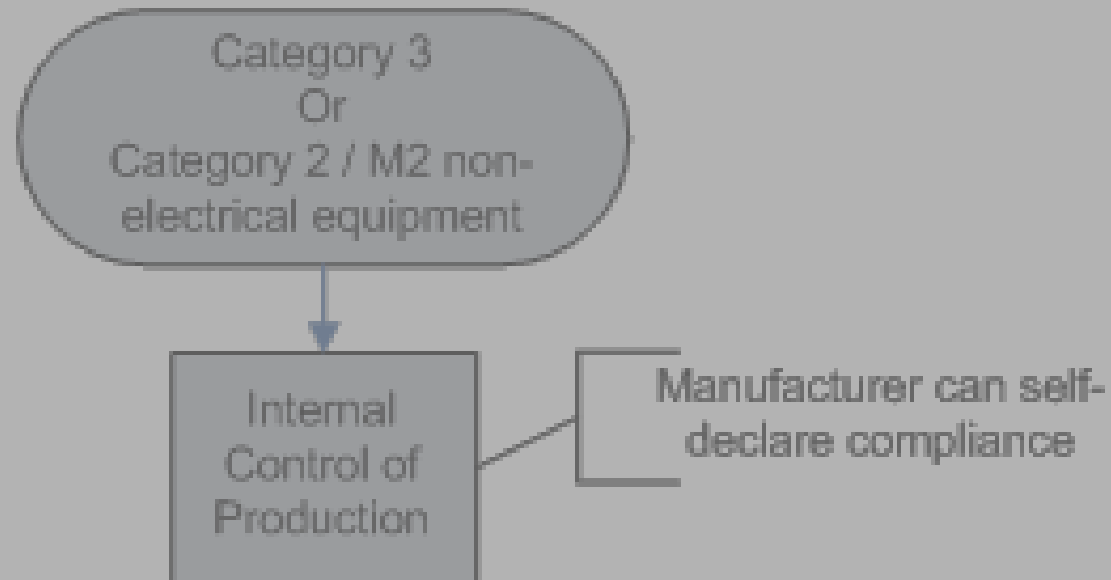 Category 3
Or
Category 2 / M2 non-
electrical equipment
Internal
Control of
Production
Manufacturer can self-
declare compliance